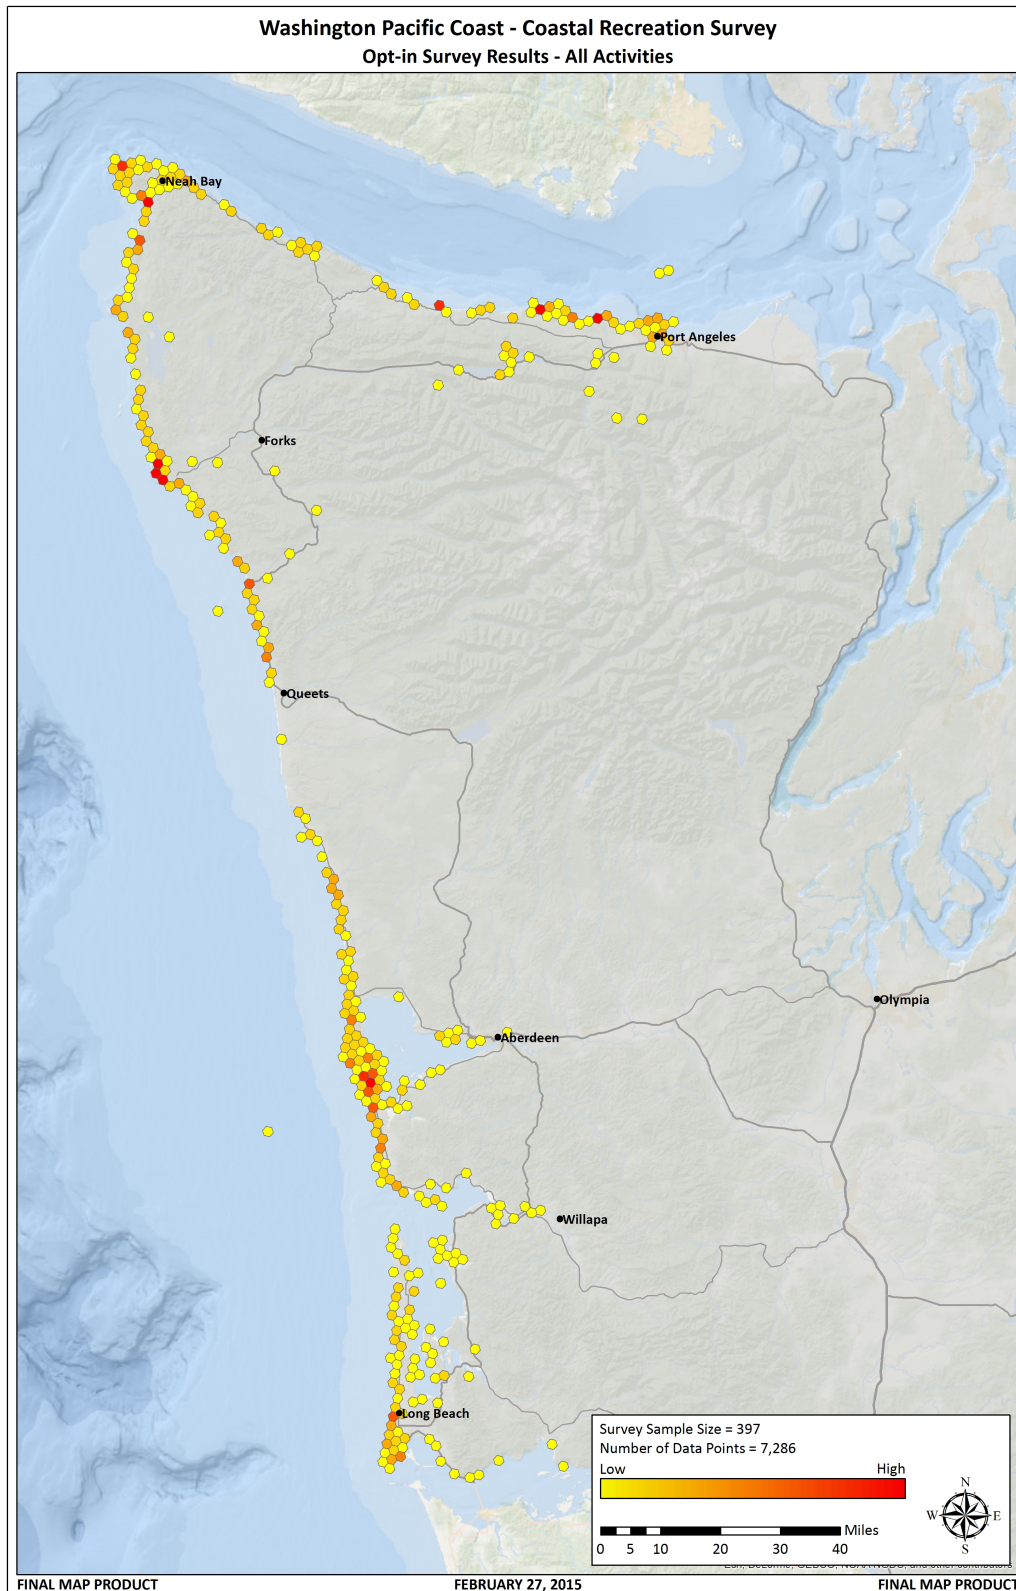 Washington Pacific Coast - Coastal Recreation Survey
Opt-in Survey Results - All Activities
Neah Bay
Port Angeles
Forks
Queets
Olympia
Aberdeen
Willapa
Long Beach
Survey Sample Size = 397
Number of Data Points = 7,286
Low High
N
W E
S
Miles
0 5 10 20 30 40
FINAL MAP PRODUCT FEBRUARY 27, 2015 FINAL MAP PRODUCT